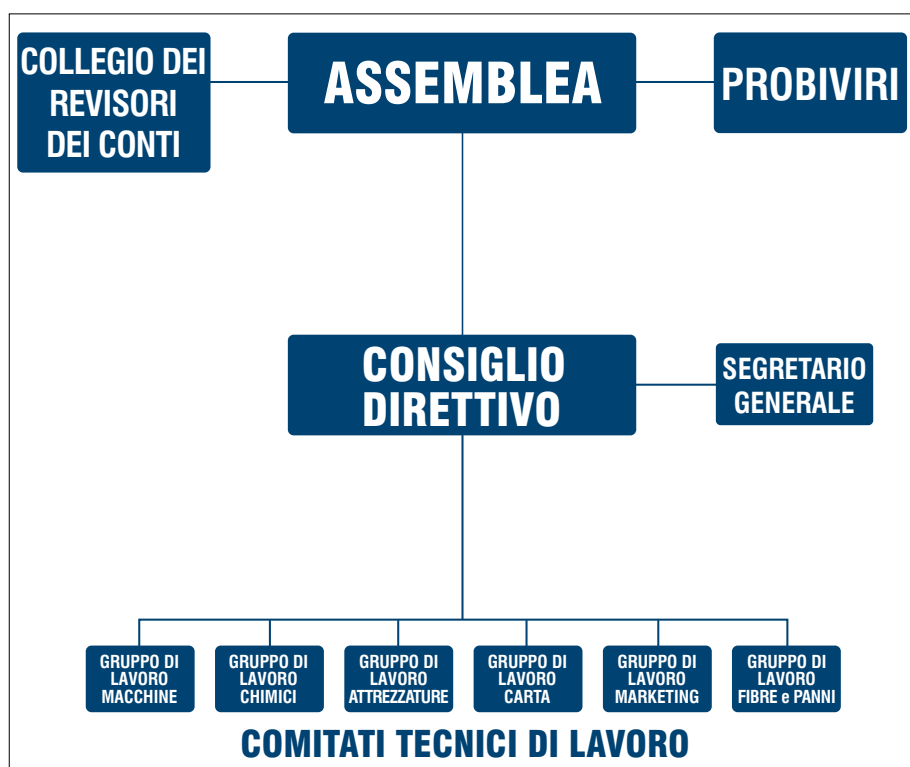 COLLEGIO DEI
REVISORI
DEI CONTI
ASSEMBLEA
PROBIVIRI
CONSIGLIO
DIRETTIVO
SEGRETARIO
GENERALE
GRUPPO DI
LAVORO
MACCHINE
GRUPPO DI
LAVORO
CHIMICI
GRUPPO DI
LAVORO
ATTREZZATURE
GRUPPO DI
LAVORO
CARTA
GRUPPO DI
LAVORO
MARKETING
GRUPPO DI
LAVORO
FIBRE e PANNI
COMITATI TECNICI DI LAVORO